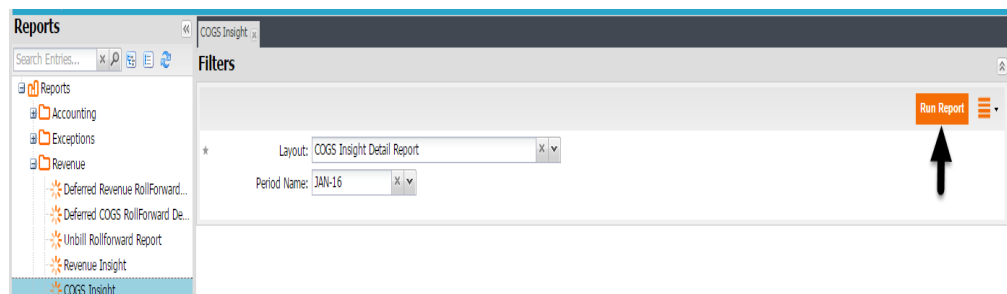 Reports
Search Entries...
Reports
Accounting
Exceptions
Revenue
Deferred Revenue RollForward...
Deferred COGS RollForward De...
Unbill Rollforward Report
Revenue Insight
COGS Insight
COGS Insight x
Filters
Run Report
* Layout: COGS Insight Detail Report
Period Name: JAN-16